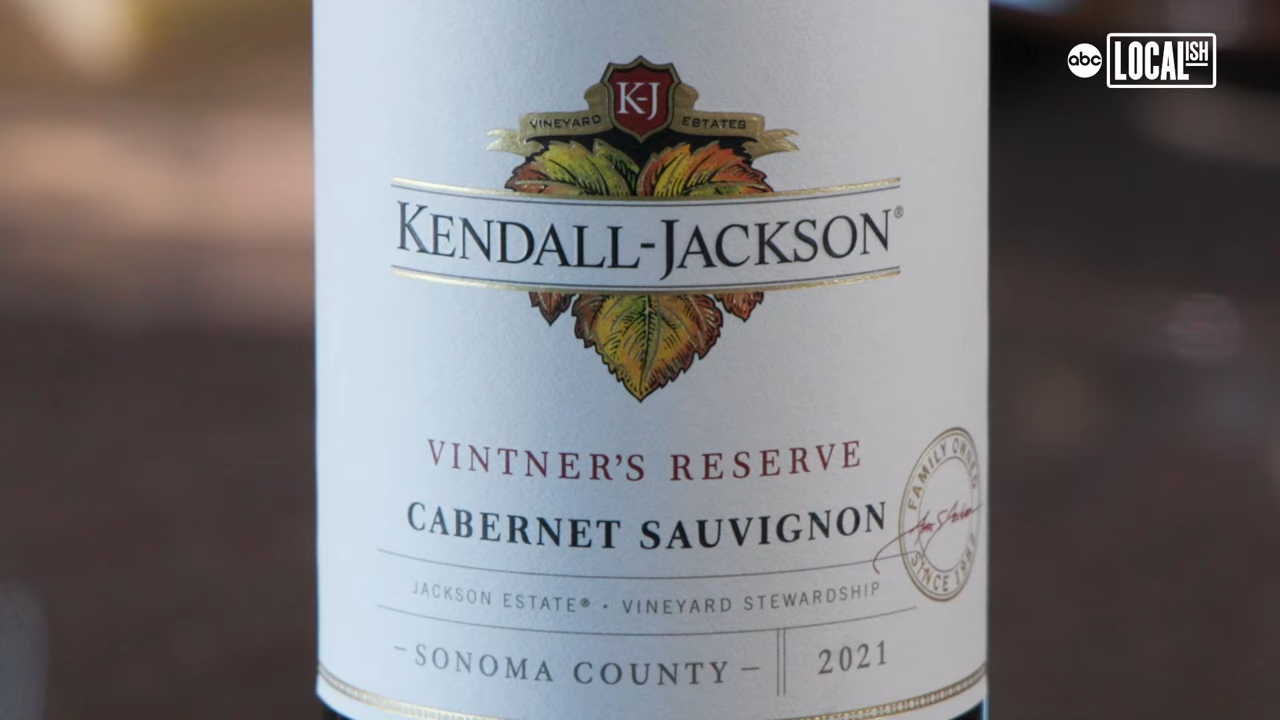 abc LOCALISH
K-J
VINEYARD ESTATES
KENDALL-JACKSON®
VINTNER'S RESERVE
CABERNET SAUVIGNON
FAMILY OWNED
SINCE 1982
JACKSON ESTATE® • VINEYARD STEWARDSHIP
– SONOMA COUNTY – 2021